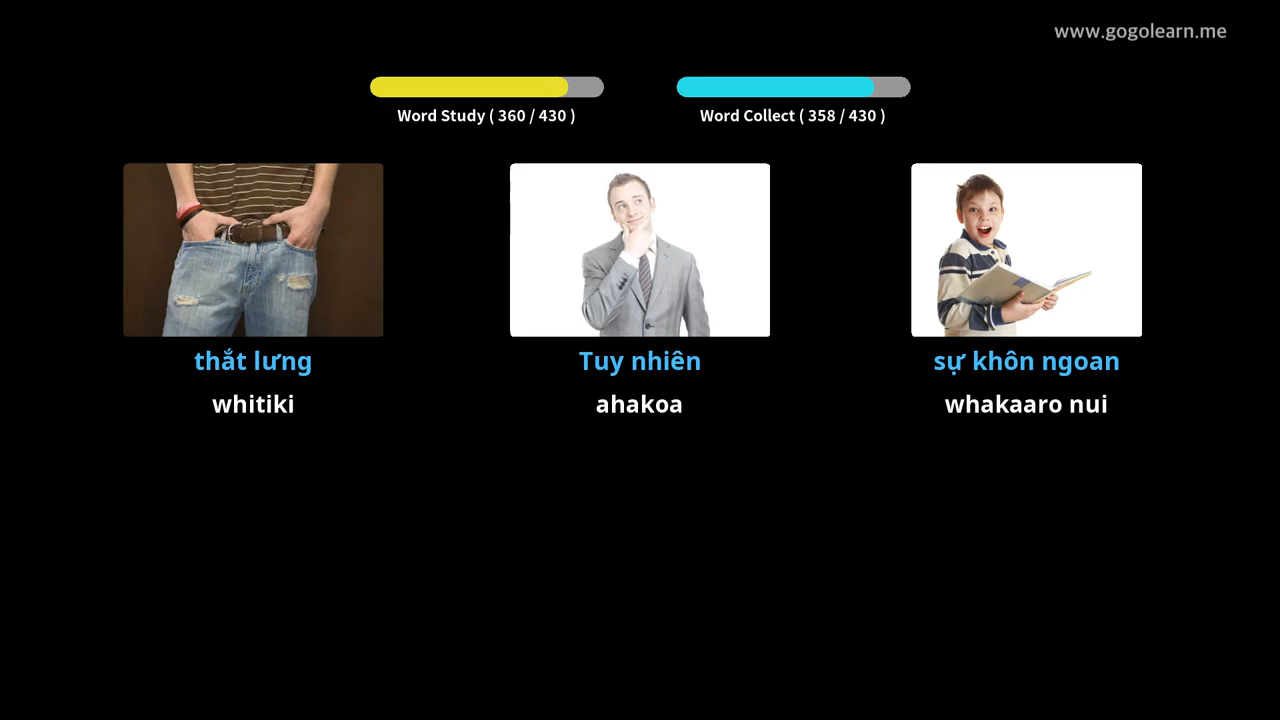 www.gogolearn.me
Word Study ( 360 / 430 )
Word Collect ( 358 / 430 )
thắt lưng
whitiki
Tuy nhiên
ahakoa
sự khôn ngoan
whakaaro nui